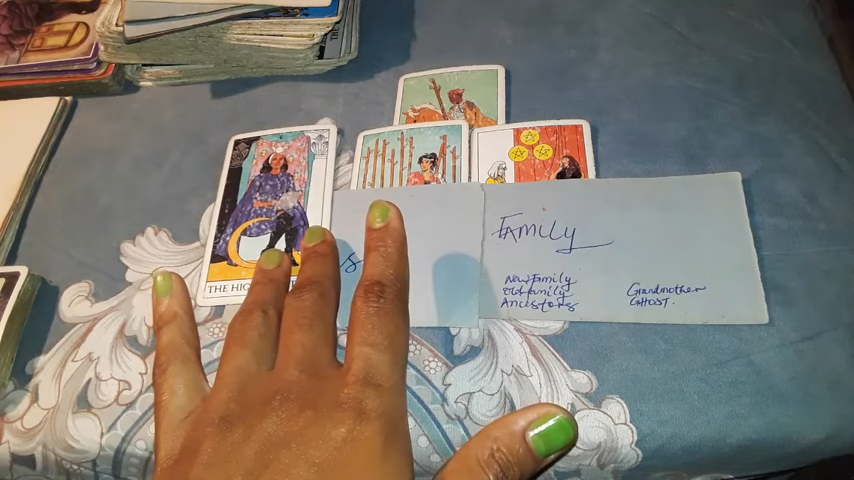 THE HIG
s
Family
New Family
Old family
Ancestors
Grandmother
GHOST.